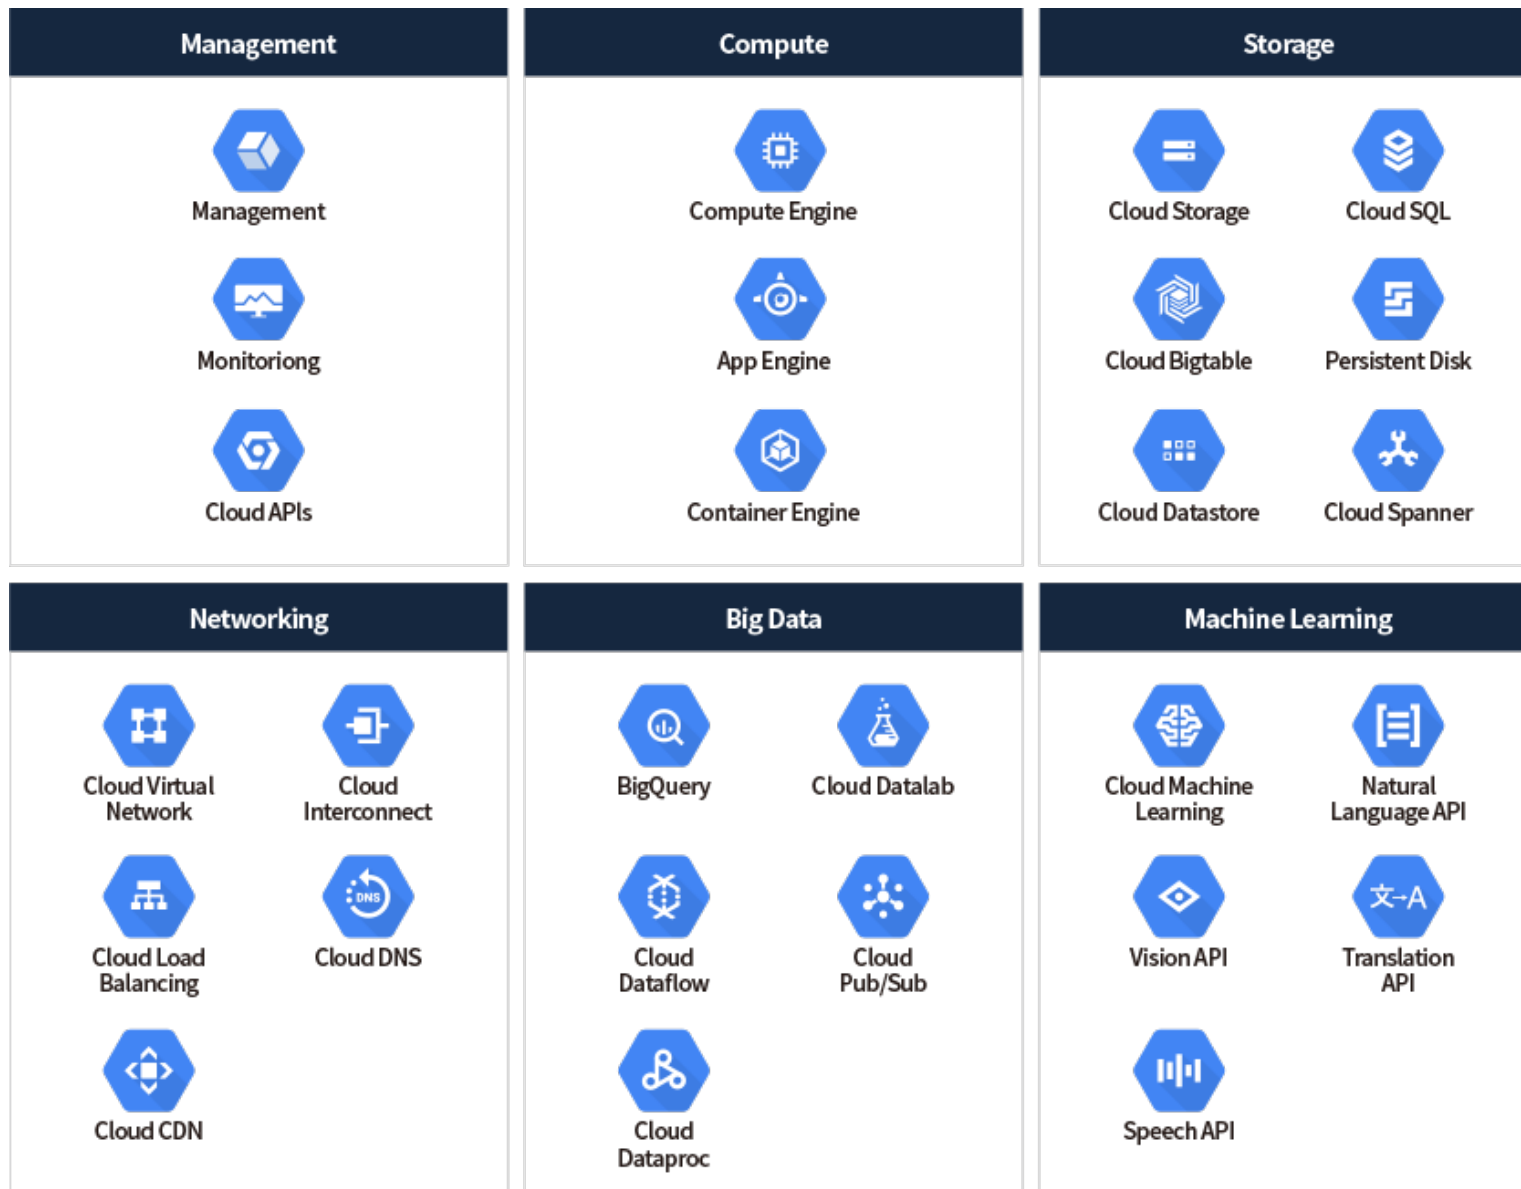 Management
Compute
Storage
Management
Compute Engine
Cloud Storage
Cloud SQL
Monitoriong
App Engine
Cloud Bigtable
Persistent Disk
Cloud APIs
Container Engine
Cloud Datastore
Cloud Spanner
Networking
Big Data
Machine Learning
Cloud Virtual
Network
Cloud
Interconnect
BigQuery
Cloud Datalab
Cloud Machine
Learning
Natural
Language API
DNS
文→A
Cloud Load
Balancing
Cloud DNS
Cloud
Dataflow
Cloud
Pub/Sub
Vision API
Translation
API
Cloud CDN
Cloud
Dataproc
Speech API